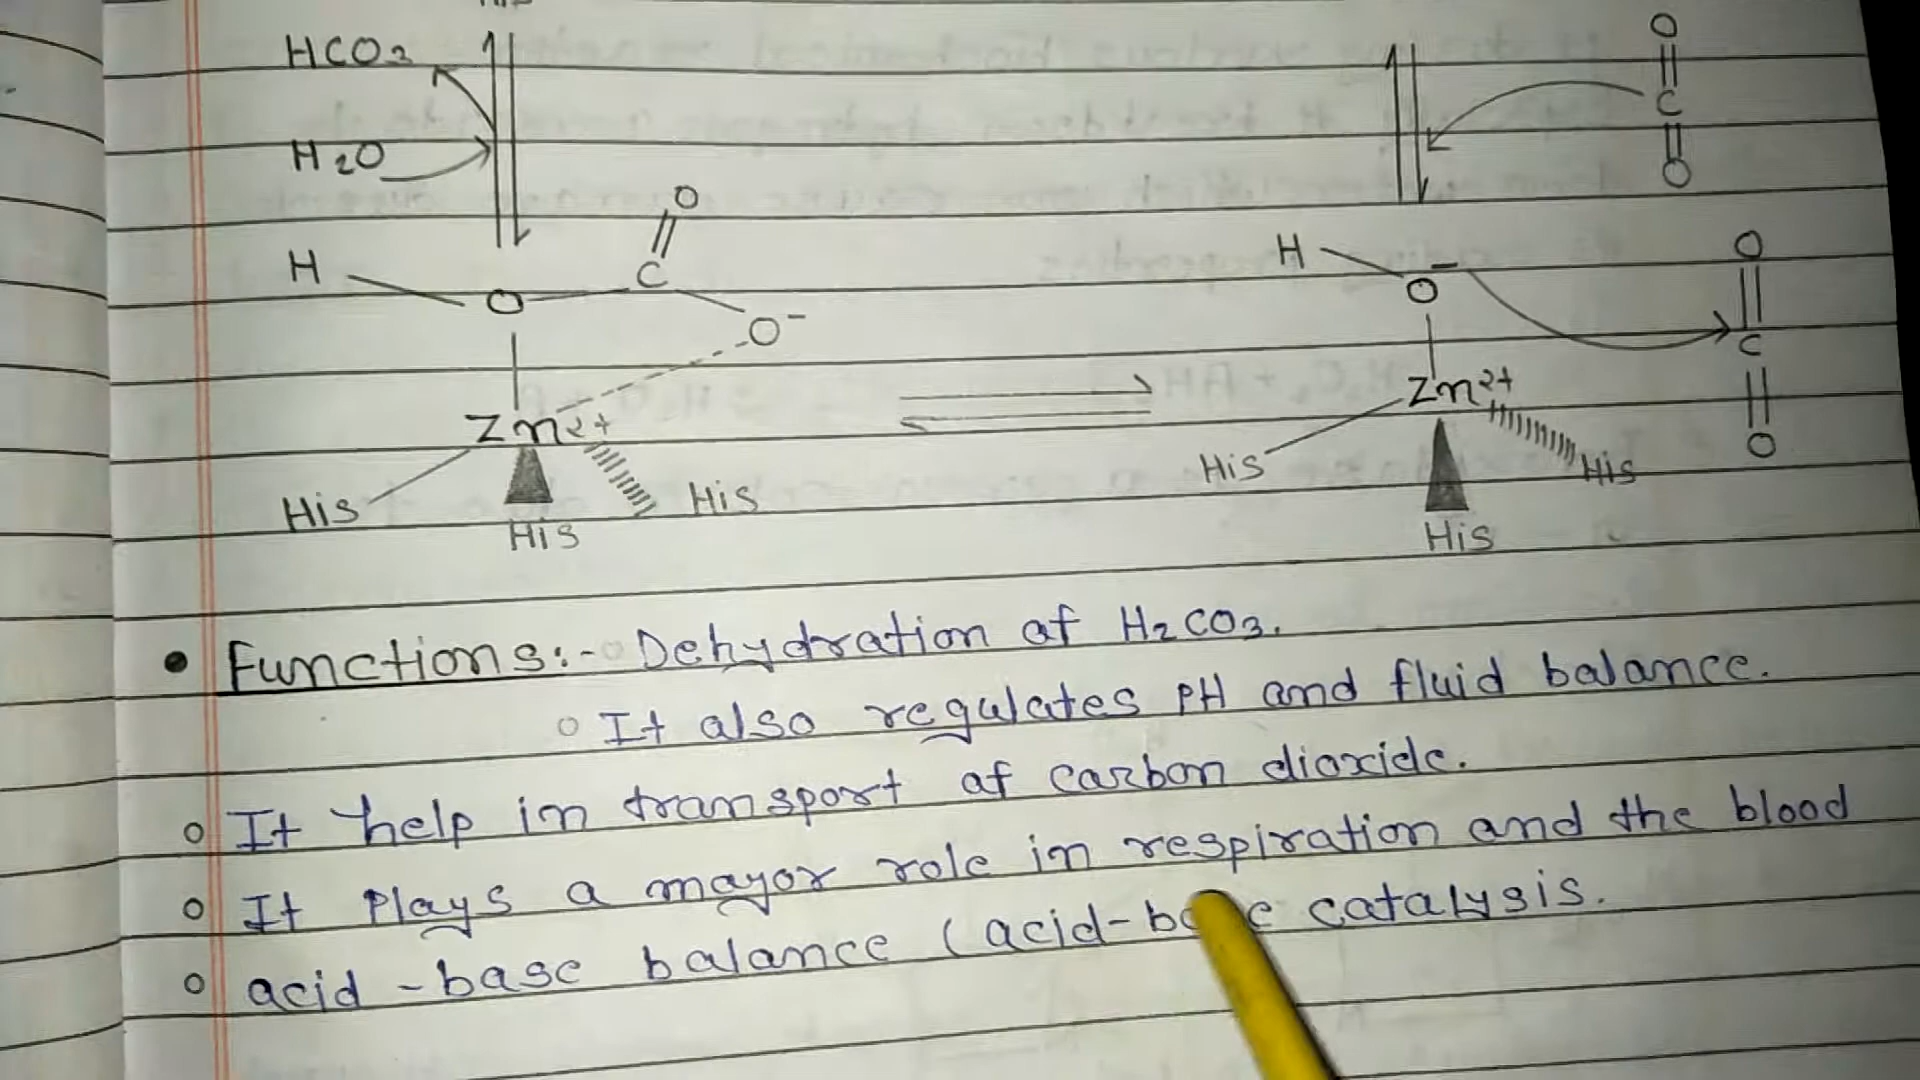 HCO3
H2O
O
C
O
H
O
C
O
O-
Zn2+
His
His
His
H
O-
O
C
O
Zn2+
His
His
His
• Functions:- Dehydration of H2CO3.
○ It also regulates PH and fluid balance.
○ It help in transport of carbon dioxide.
○ It Plays a mayor role in respiration and the blood
○ acid-base balance (acid-base catalysis.